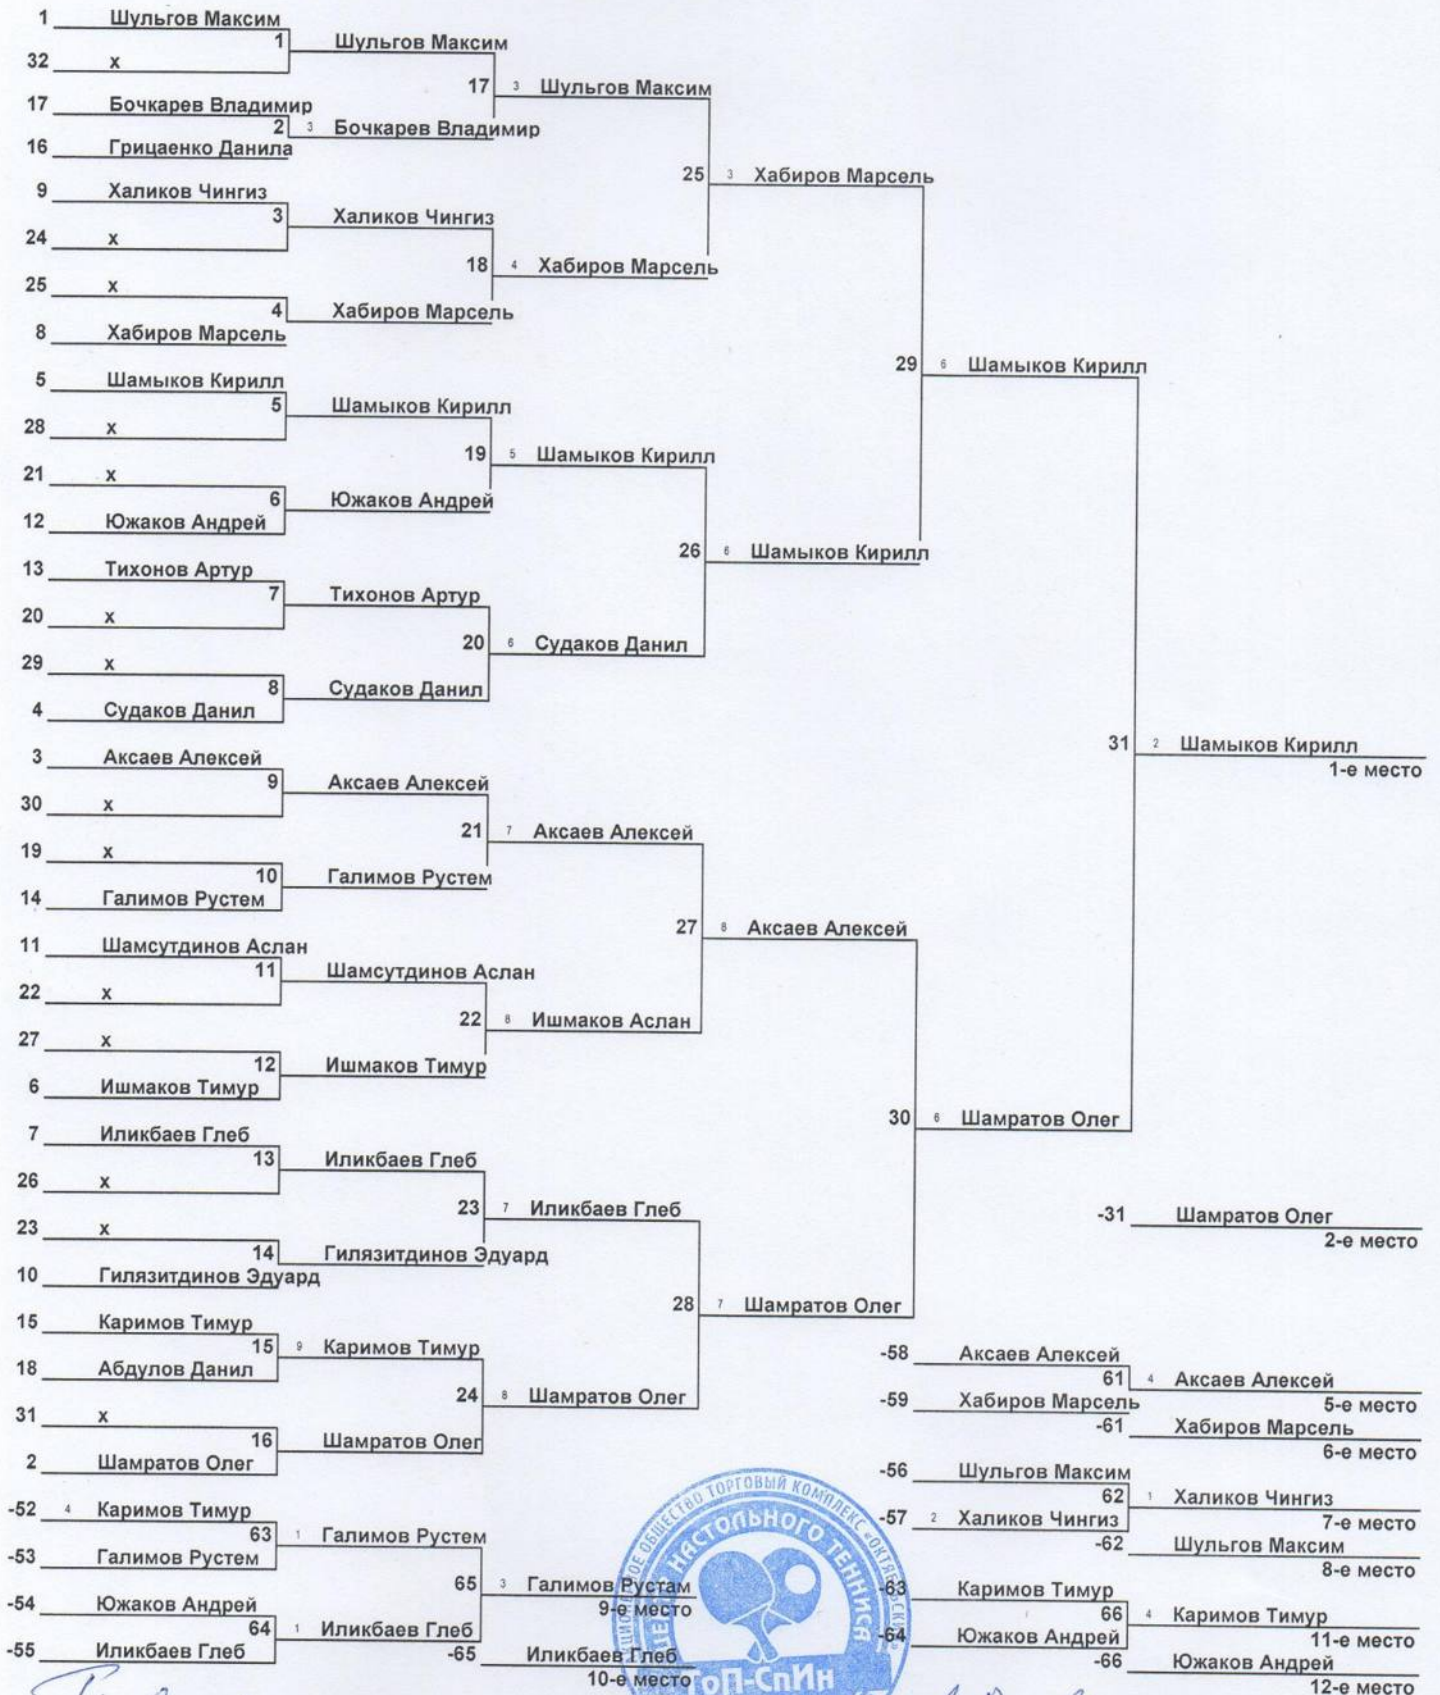 1 Шульгов Максим
1 Шульгов Максим
32 x
17 3 Шульгов Максим
17 Бочкарев Владимир
2 3 Бочкарев Владимир
16 Грицаенко Данила
25 3 Хабиров Марсель
9 Халиков Чингиз
3 Халиков Чингиз
24 x
18 4 Хабиров Марсель
25 x
4 Хабиров Марсель
8 Хабиров Марсель
29 6 Шамыков Кирилл
5 Шамыков Кирилл
5 Шамыков Кирилл
28 x
19 5 Шамыков Кирилл
21 x
6 Южаков Андрей
12 Южаков Андрей
26 6 Шамыков Кирилл
13 Тихонов Артур
7 Тихонов Артур
20 x
20 6 Судаков Данил
29 x
8 Судаков Данил
4 Судаков Данил
31 2 Шамыков Кирилл
1-е место
3 Аксаев Алексей
9 Аксаев Алексей
30 x
21 7 Аксаев Алексей
19 x
10 Галимов Рустем
14 Галимов Рустем
27 8 Аксаев Алексей
11 Шамсутдинов Аслан
11 Шамсутдинов Аслан
22 x
22 8 Ишмаков Аслан
27 x
12 Ишмаков Тимур
6 Ишмаков Тимур
30 6 Шамратов Олег
7 Иликбаев Глеб
13 Иликбаев Глеб
26 x
23 7 Иликбаев Глеб
-31 Шамратов Олег
2-е место
23 x
14 Гилязитдинов Эдуард
10 Гилязитдинов Эдуард
28 7 Шамратов Олег
15 Каримов Тимур
15 9 Каримов Тимур
18 Абдулов Данил
24 8 Шамратов Олег
31 x
16 Шамратов Олег
2 Шамратов Олег
-58 Аксаев Алексей
61 4 Аксаев Алексей
5-е место
-59 Хабиров Марсель
-61 Хабиров Марсель
6-е место
-56 Шульгов Максим
62 1 Халиков Чингиз
7-е место
-57 2 Халиков Чингиз
-62 Шульгов Максим
8-е место
-52 4 Каримов Тимур
63 1 Галимов Рустем
-53 Галимов Рустем
65 3 Галимов Рустам
9-е место
-54 Южаков Андрей
64 1 Иликбаев Глеб
-55 Иликбаев Глеб
-65 Иликбаев Глеб
10-е место
-63 Каримов Тимур
66 4 Каримов Тимур
11-е место
-64 Южаков Андрей
-66 Южаков Андрей
12-е место
ОБЩЕСТВО ТОРГОВЫЙ КОМПЛЕКС
НАСТОЛЬНОГО ТЕННИСА
ТоП-СпИн